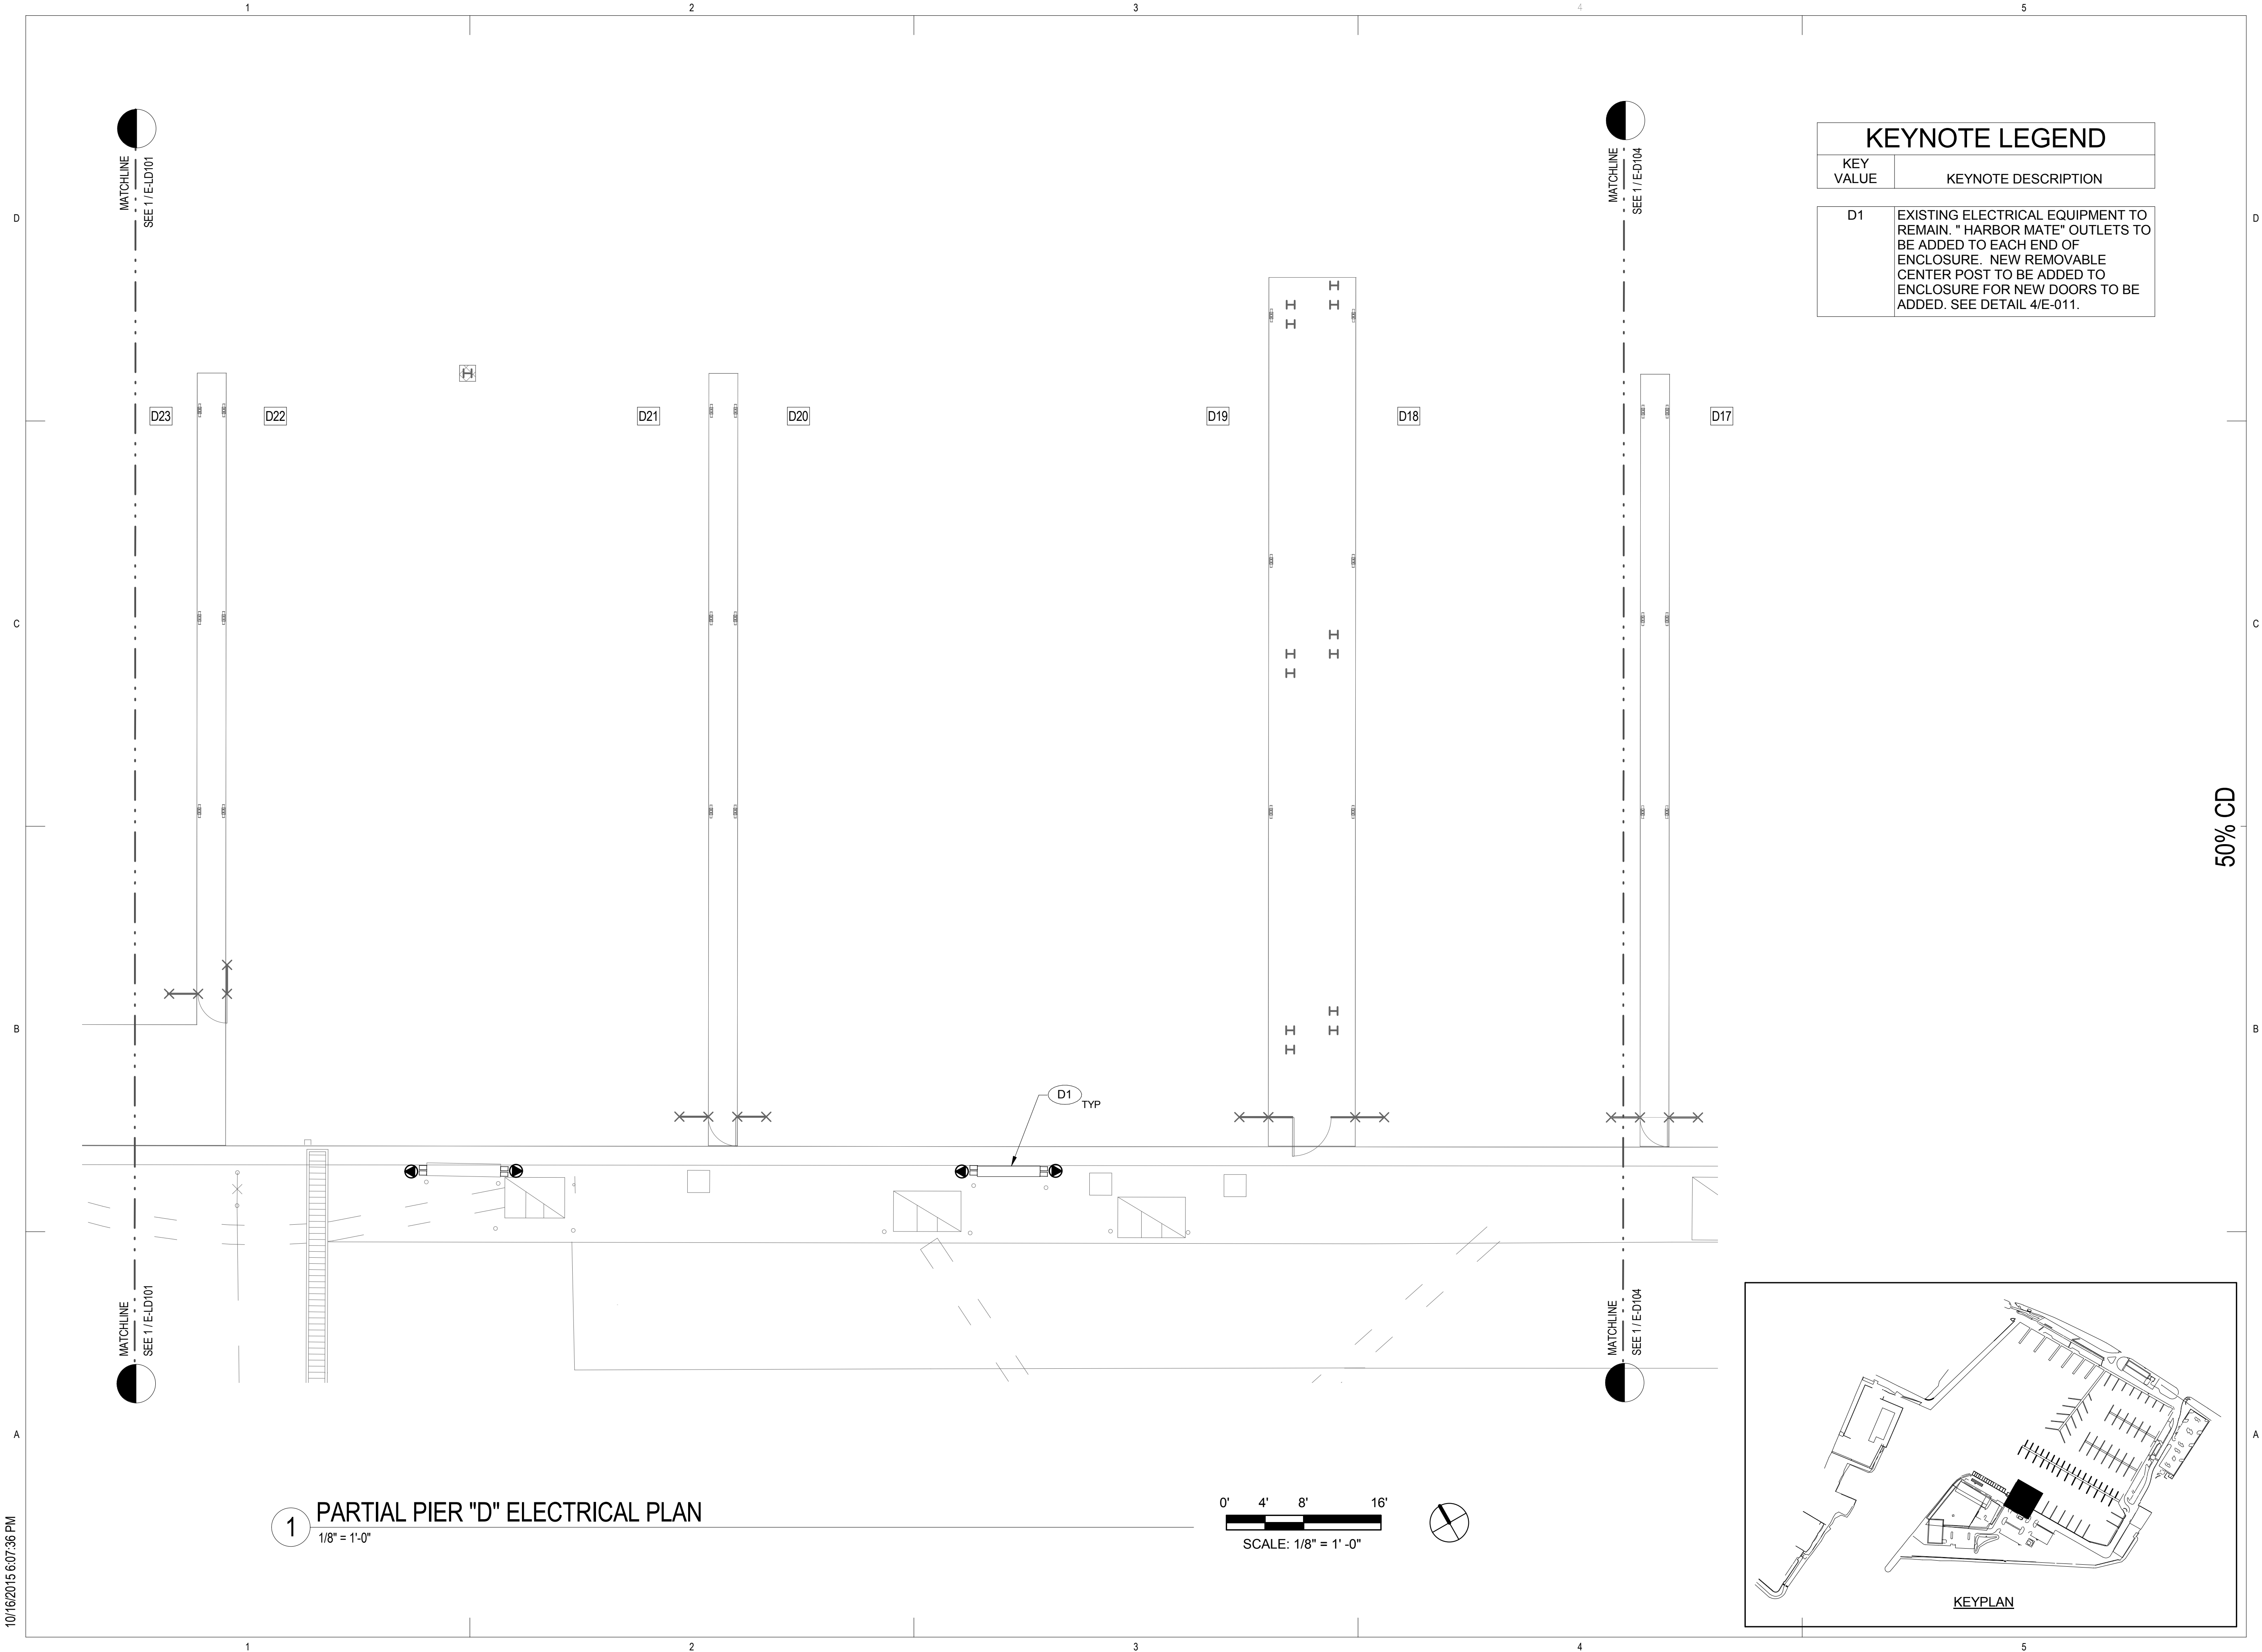 1 2 3 4 5
MATCHLINE
SEE 1 / E-LD101
MATCHLINE
SEE 1 / E-D104
KEYNOTE LEGEND
KEY
VALUE
KEYNOTE DESCRIPTION
D1
EXISTING ELECTRICAL EQUIPMENT TO
REMAIN. " HARBOR MATE" OUTLETS TO
BE ADDED TO EACH END OF
ENCLOSURE. NEW REMOVABLE
CENTER POST TO BE ADDED TO
ENCLOSURE FOR NEW DOORS TO BE
ADDED. SEE DETAIL 4/E-011.
D D
D23 D22 D21 D20 D19 D18 D17
C C
50% CD
B B
D1
TYP
MATCHLINE
SEE 1 / E-LD101
MATCHLINE
SEE 1 / E-D104
A A
1
PARTIAL PIER "D" ELECTRICAL PLAN
1/8" = 1'-0"
0' 4' 8' 16'
SCALE: 1/8" = 1' -0"
KEYPLAN
10/16/2015 6:07:36 PM
1 2 3 4 5